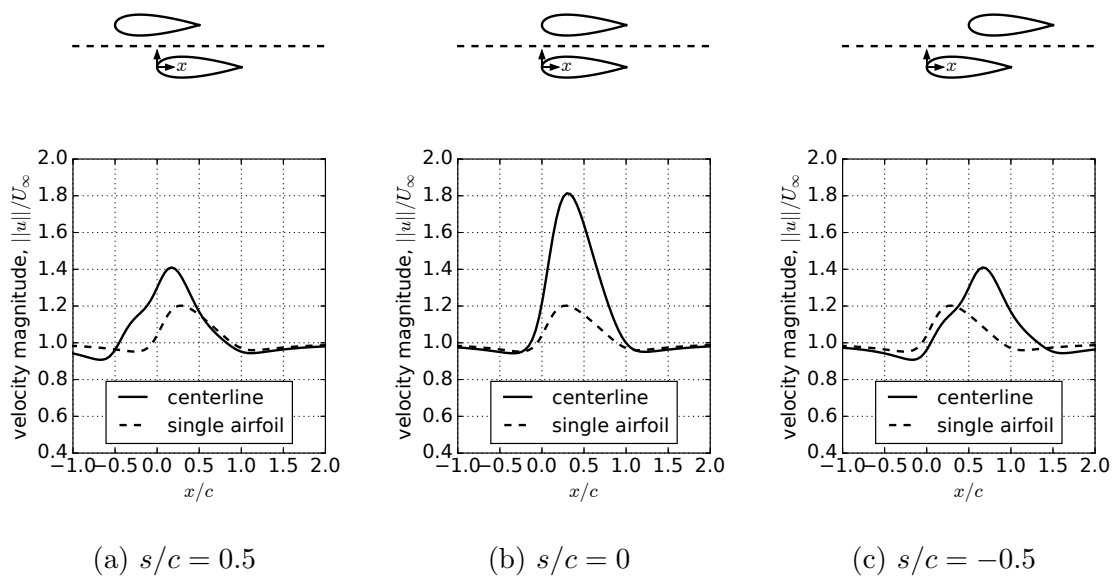 x
x
x
2.0
1.8
1.6
1.4
1.2
1.0
0.8
0.6
0.4
velocity magnitude, ||u||/U∞
centerline
single airfoil
−1.0 −0.5 0.0 0.5 1.0 1.5 2.0
x/c
(a) s/c = 0.5
2.0
1.8
1.6
1.4
1.2
1.0
0.8
0.6
0.4
velocity magnitude, ||u||/U∞
centerline
single airfoil
−1.0 −0.5 0.0 0.5 1.0 1.5 2.0
x/c
(b) s/c = 0
2.0
1.8
1.6
1.4
1.2
1.0
0.8
0.6
0.4
velocity magnitude, ||u||/U∞
centerline
single airfoil
−1.0 −0.5 0.0 0.5 1.0 1.5 2.0
x/c
(c) s/c = −0.5